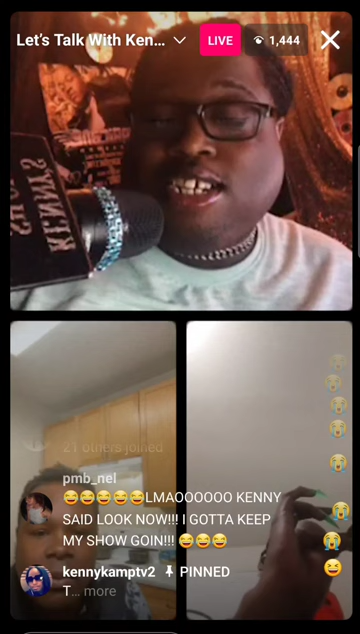 Let's Talk With Ken...
LIVE
1,444
KENNY'S
21 others joined
pmb_nel
😂😂😂😂😂LMAOOOOOO KENNY
SAID LOOK NOW!!! I GOTTA KEEP
MY SHOW GOIN!!! 😂😂😂
kennykamptv2 📌 PINNED
T... more